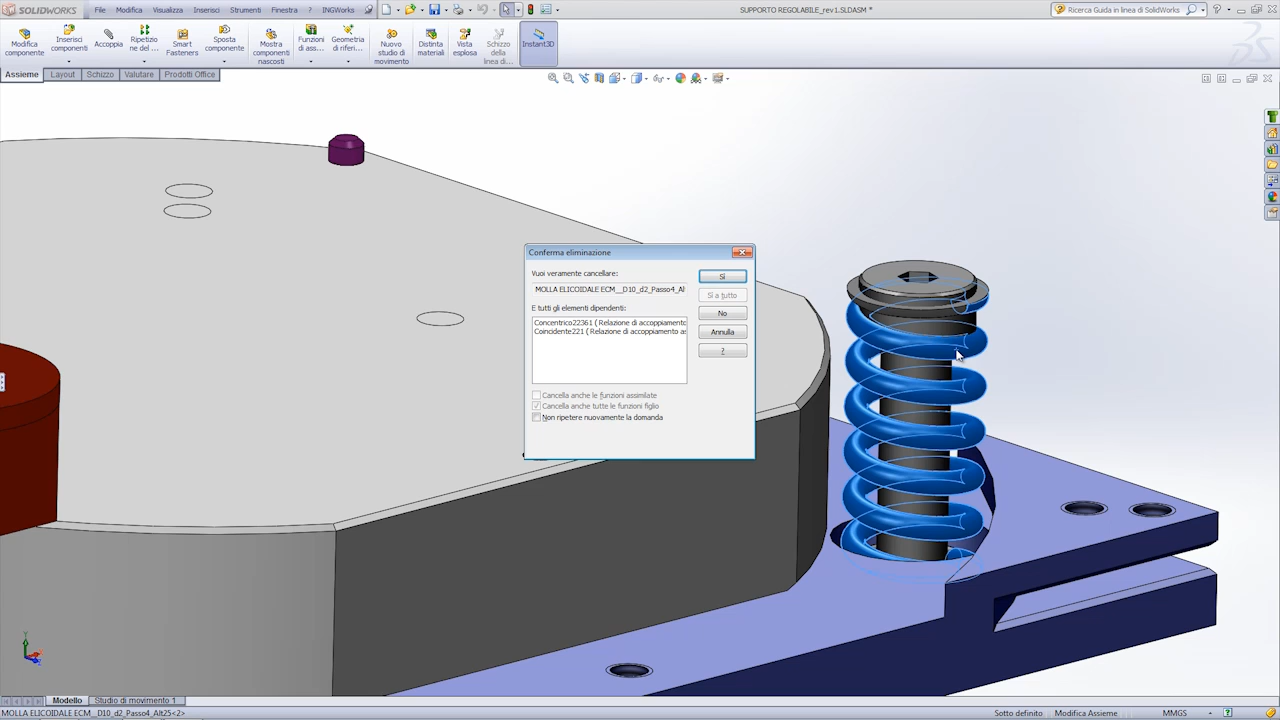 SOLIDWORKS
File Modifica Visualizza Inserisci Strumenti Finestra ? INGWorks
SUPPORTO REGOLABILE_rev1.SLDASM *
Ricerca Guida in linea di SolidWorks
Modifica componente
Inserisci componenti
Accoppia
Ripetizio ne del ...
Smart Fasteners
Sposta componente
Mostra componenti nascosti
Funzioni di ass...
Geometria di riferi...
Nuovo studio di movimento
Distinta materiali
Vista esplosa
Schizzo della linea di...
Instant3D
Assieme Layout Schizzo Valutare Prodotti Office
Conferma eliminazione
Vuoi veramente cancellare:
Sì
MOLLA ELICOIDALE ECM__D10_d2_Passo4_Al
Sì a tutto
E tutti gli elementi dipendenti:
No
Concentrico22361 ( Relazione di accoppiamento
Coincidente221 ( Relazione di accoppiamento as
Annulla
?
Cancella anche le funzioni assimilate
Cancella anche tutte le funzioni figlio
Non ripetere nuovamente la domanda
Modello Studio di movimento 1
MOLLA ELICOIDALE ECM__D10_d2_Passo4_Alt25<2>
Sotto definito Modifica Assieme MMGS